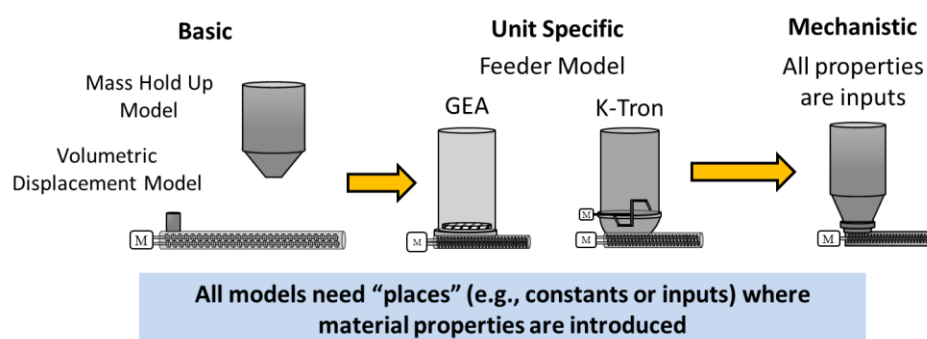 Basic
Unit Specific
Mechanistic
Mass Hold Up
Model
Volumetric
Displacement Model
M
Feeder Model
GEA
K-Tron
M
M
M
All properties
are inputs
M
All models need “places” (e.g., constants or inputs) where
material properties are introduced